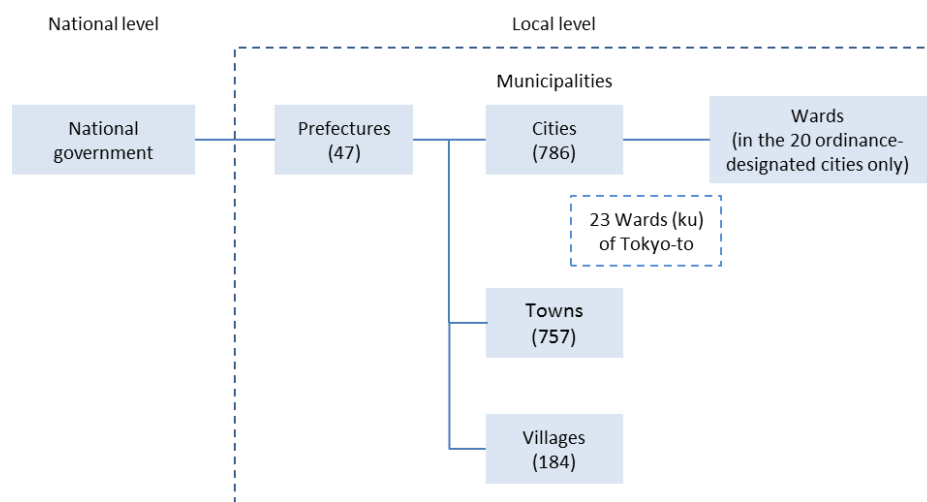 National level
Local level
Municipalities
National
government
Prefectures
(47)
Cities
(786)
Wards
(in the 20 ordinance-
designated cities only)
23 Wards (ku)
of Tokyo-to
Towns
(757)
Villages
(184)